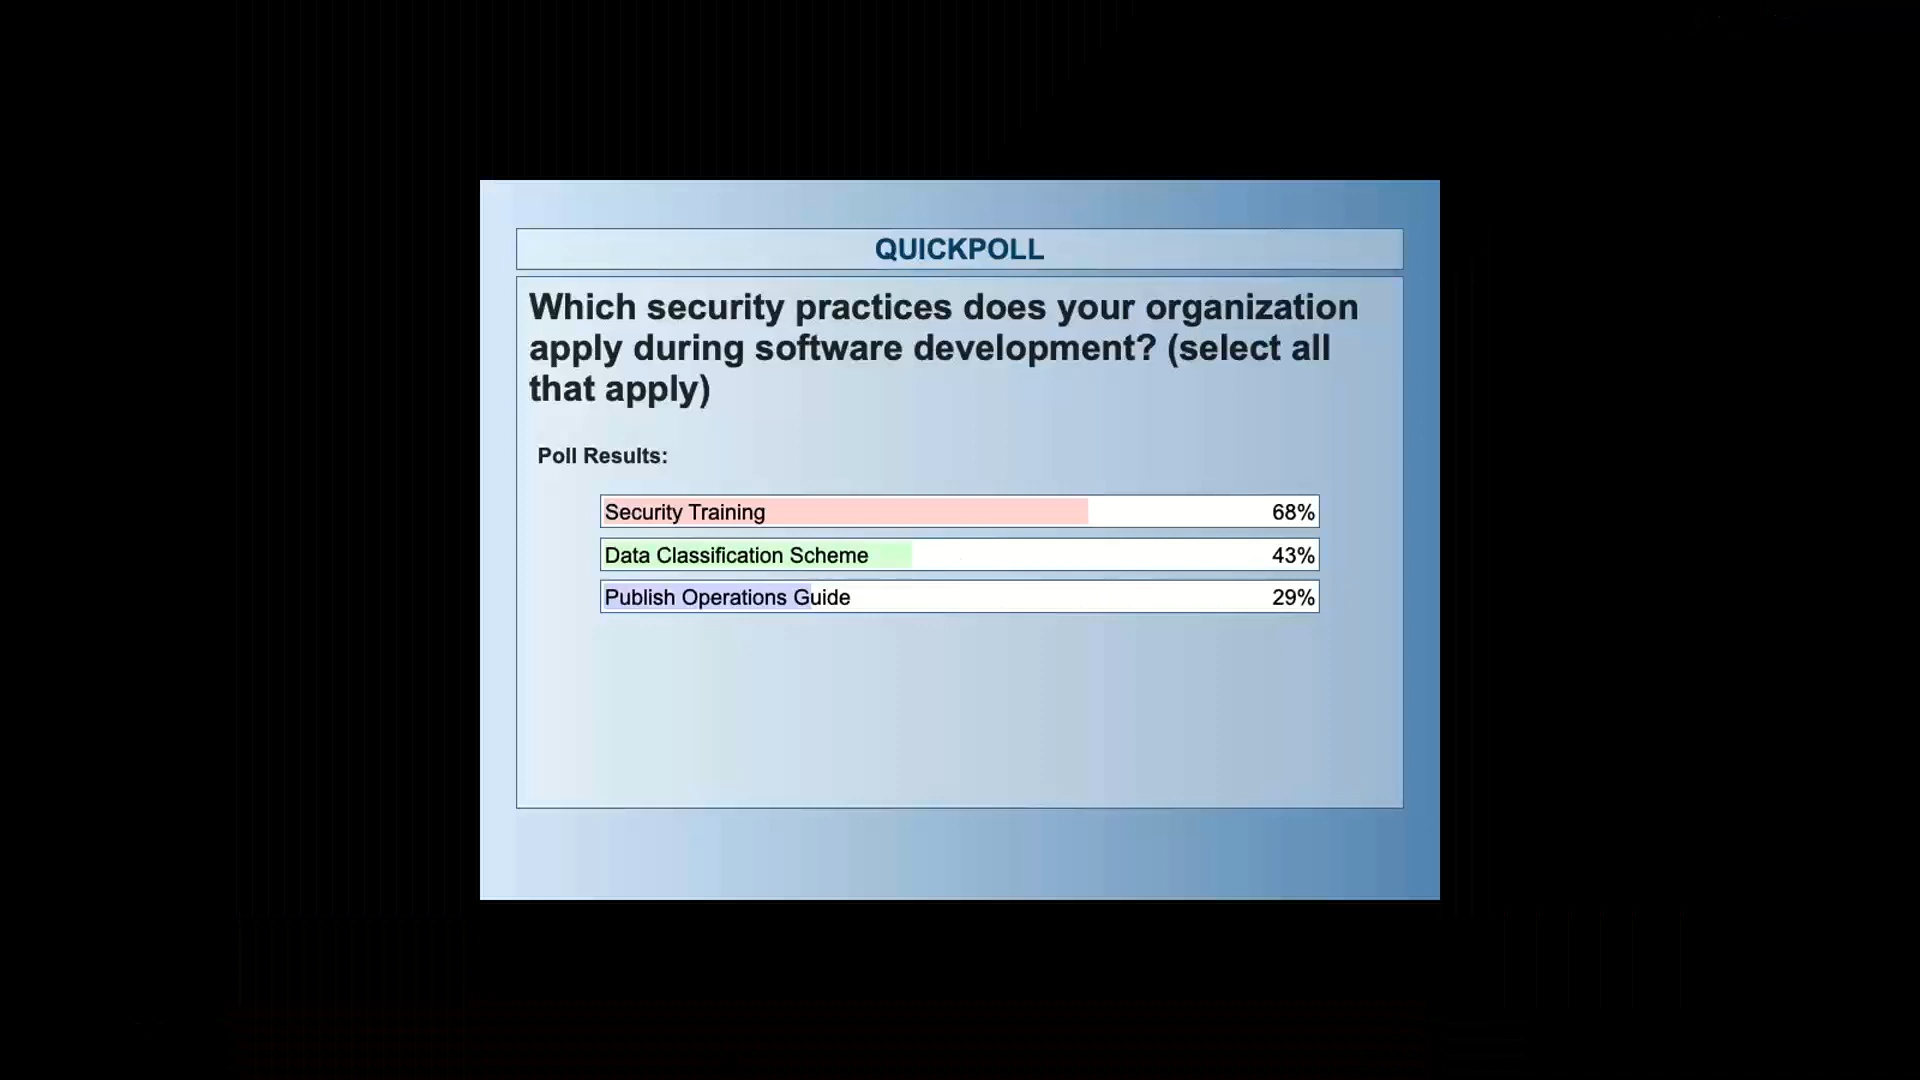 QUICKPOLL
Which security practices does your organization
apply during software development? (select all
that apply)
Poll Results:
Security Training 68%
Data Classification Scheme 43%
Publish Operations Guide 29%